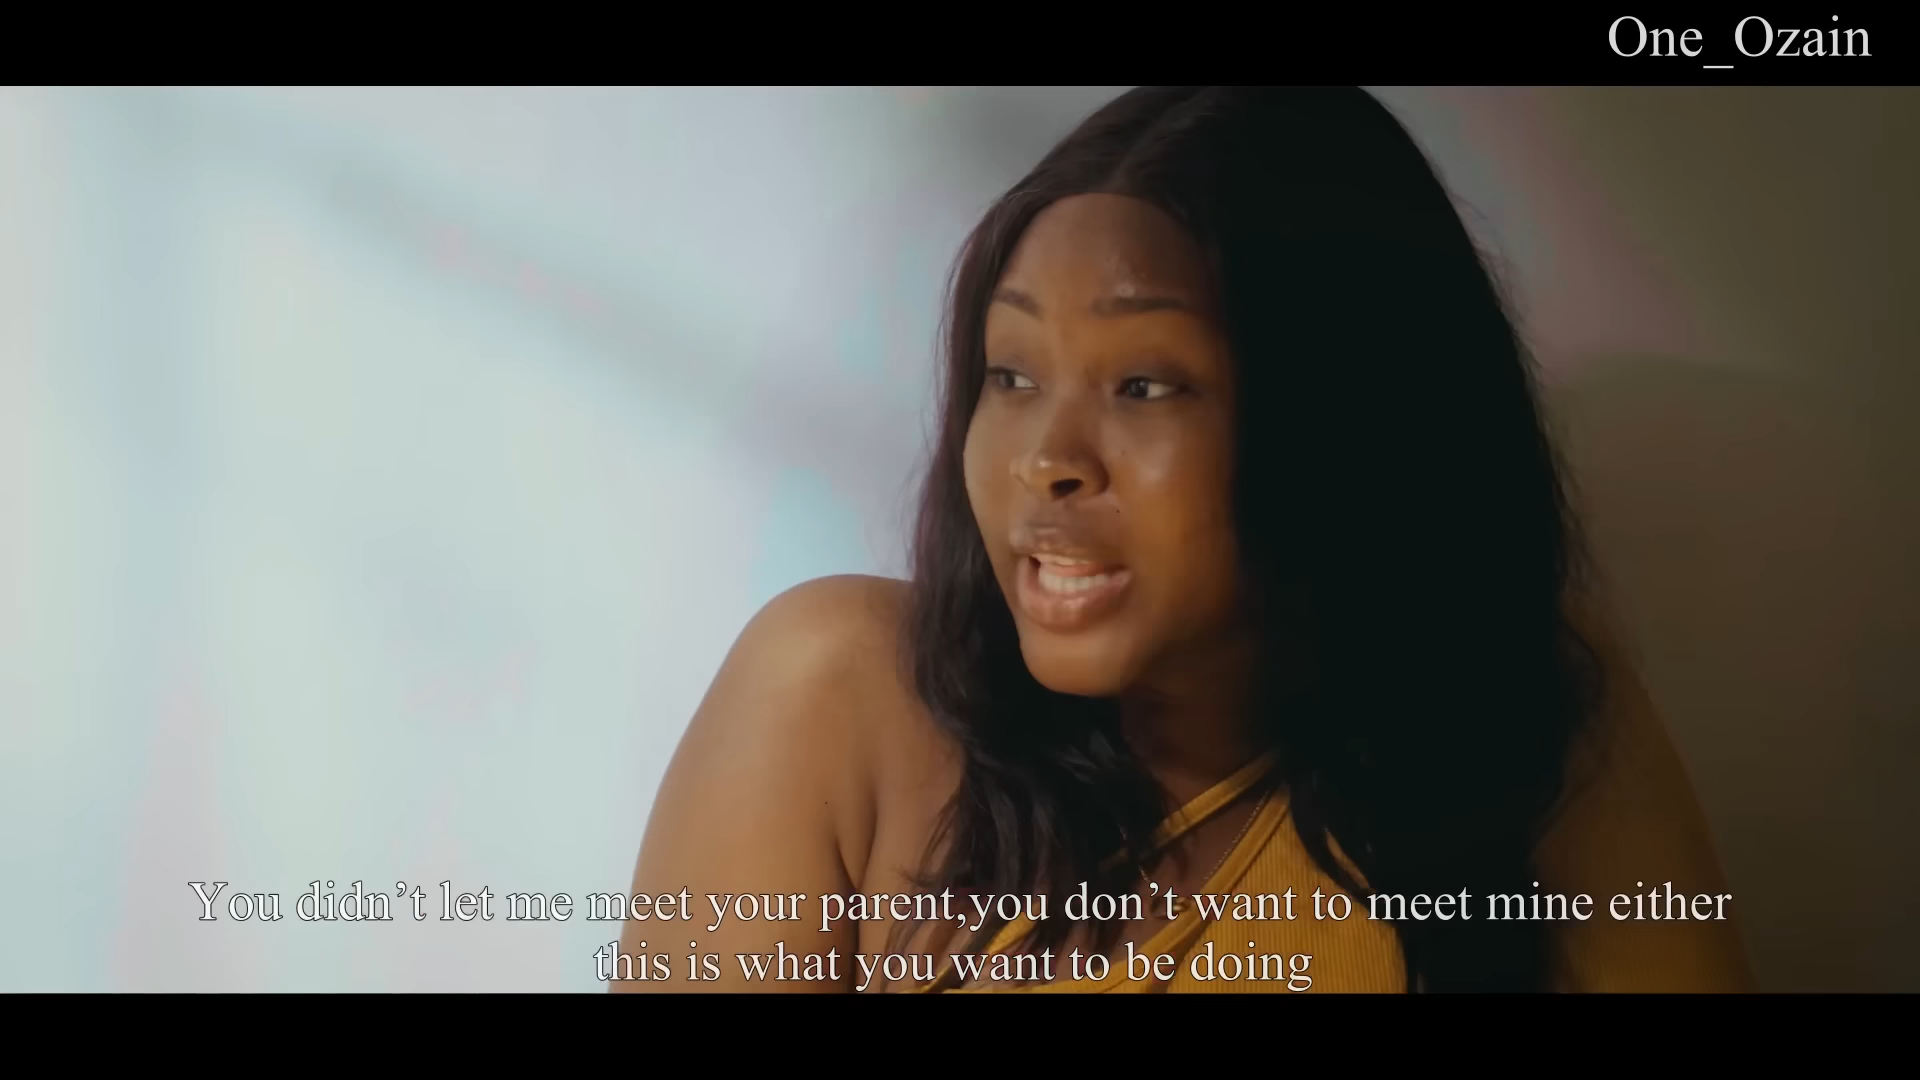 One_Ozain
You didn’t let me meet your parent,you don’t want to meet mine either
this is what you want to be doing